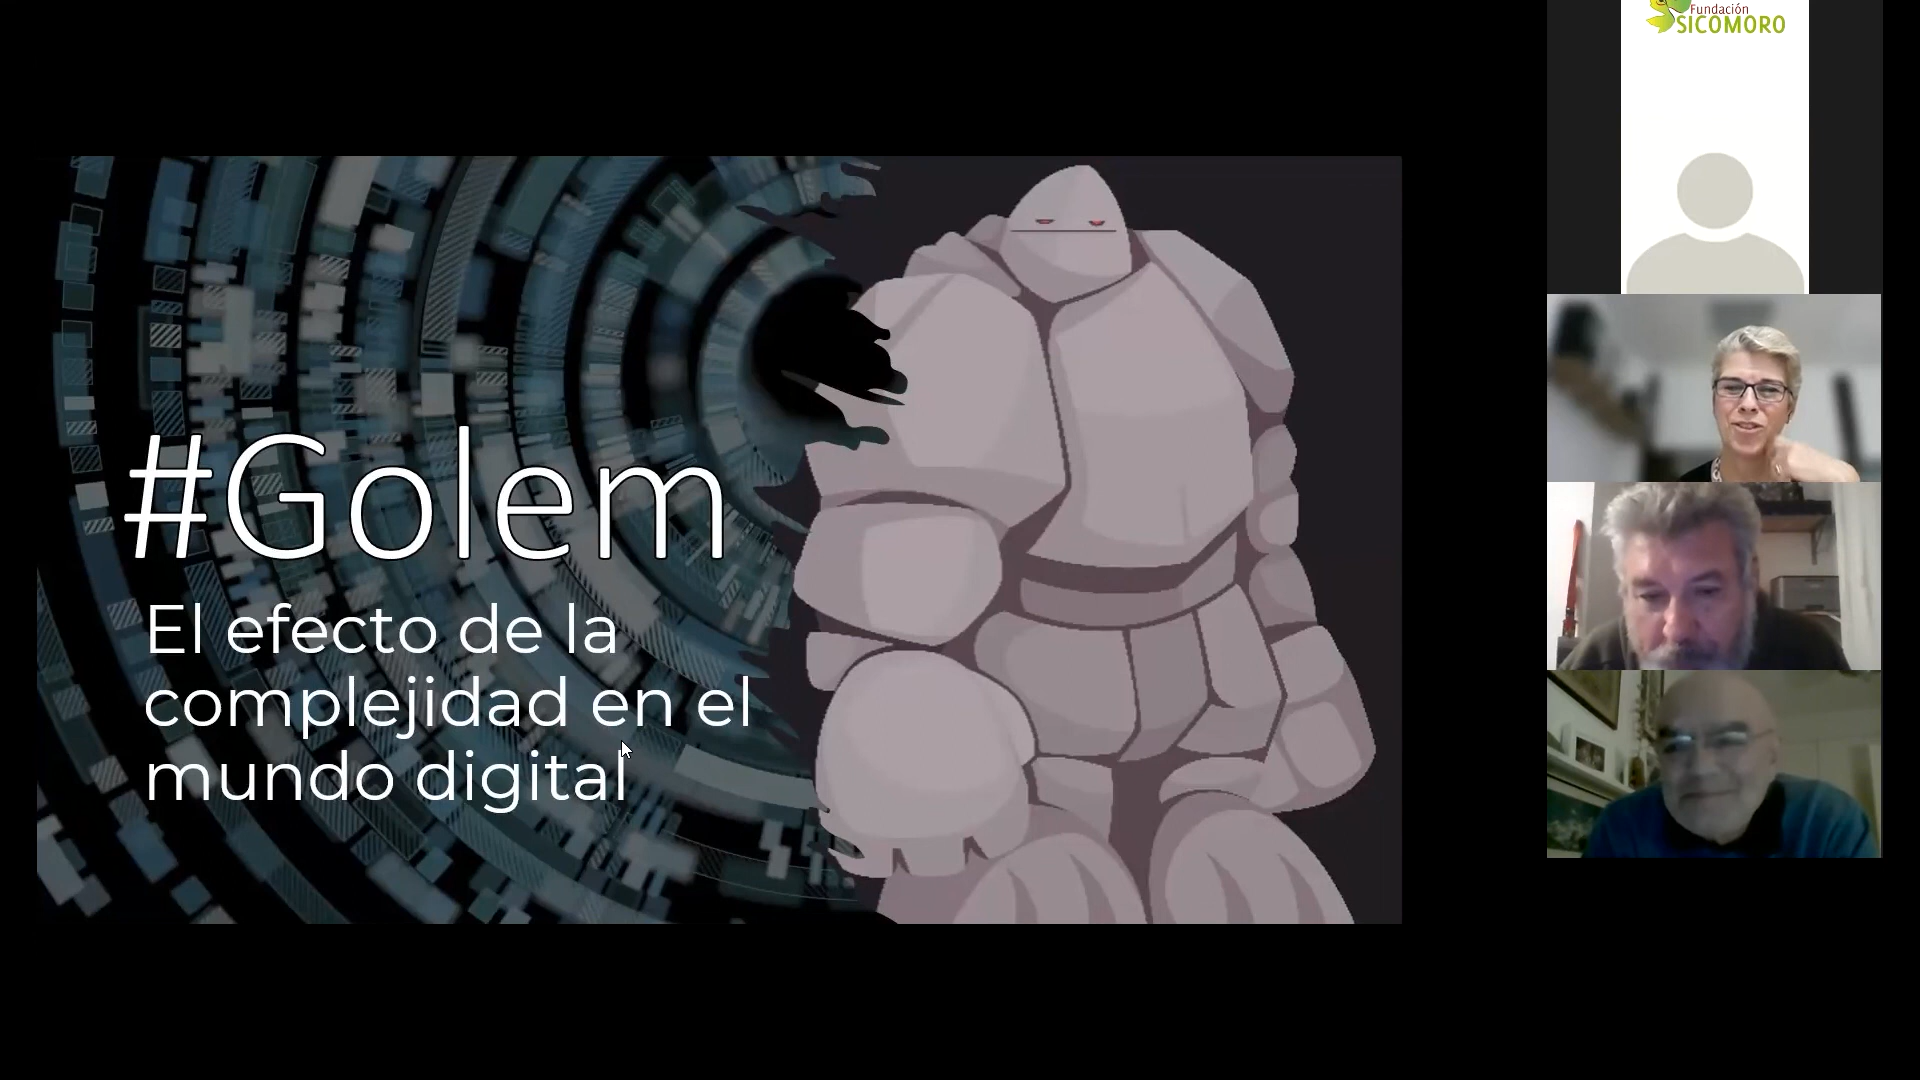 #Golem
El efecto de la
complejidad en el
mundo digital
Fundación
SICOMORO